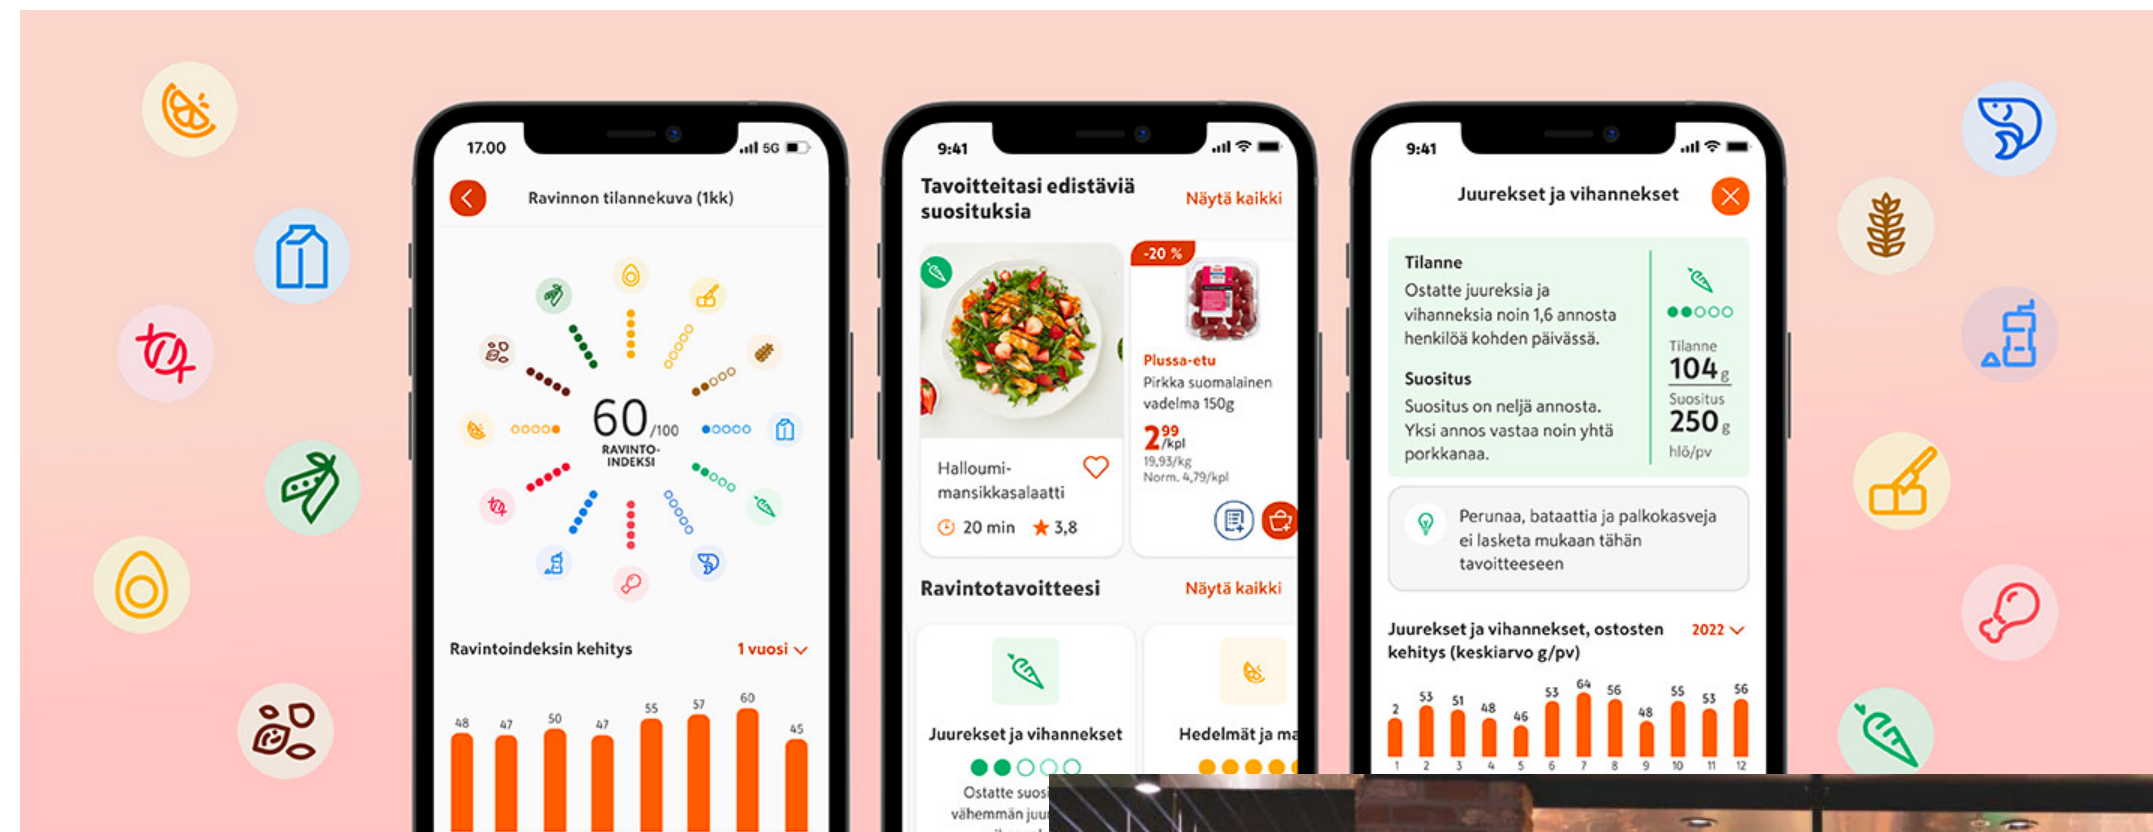 17.00
5G
Ravinnon tilannekuva (1kk)
60/100
RAVINTO-
INDEKSI
Ravintoindeksin kehitys
1 vuosi
48 47 50 47 55 57 60 45
9:41
Tavoitteitasi edistäviä
suosituksia
Näytä kaikki
-20 %
Halloumi-
mansikkasalaatti
20 min 3,8
Plussa-etu
Pirkka suomalainen
vadelma 150g
2 99 /kpl
19,93/kg
Norm. 4,79/kpl
Ravintotavoitteesi
Näytä kaikki
Juurekset ja vihannekset
Ostatte suosi
vähemmän juu
Hedelmät ja ma
9:41
Juurekset ja vihannekset
Tilanne
Ostatte juureksia ja
vihanneksia noin 1,6 annosta
henkilöä kohden päivässä.
Suositus
Suositus on neljä annosta.
Yksi annos vastaa noin yhtä
porkkanaa.
Tilanne
104 g
Suositus
250 g
hlö/pv
Perunaa, bataattia ja palkokasveja
ei lasketa mukaan tähän
tavoitteeseen
Juurekset ja vihannekset, ostosten
kehitys (keskiarvo g/pv)
2022
2 53 51 48 46 53 64 56 48 55 53 56
1 2 3 4 5 6 7 8 9 10 11 12